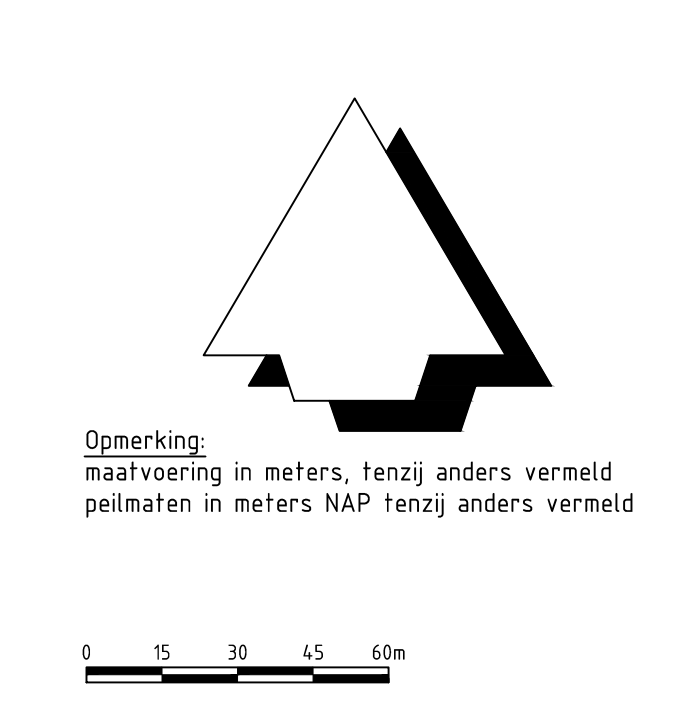 Opmerking:
maatvoering in meters, tenzij anders vermeld
peilmaten in meters NAP tenzij anders vermeld
0 15 30 45 60m